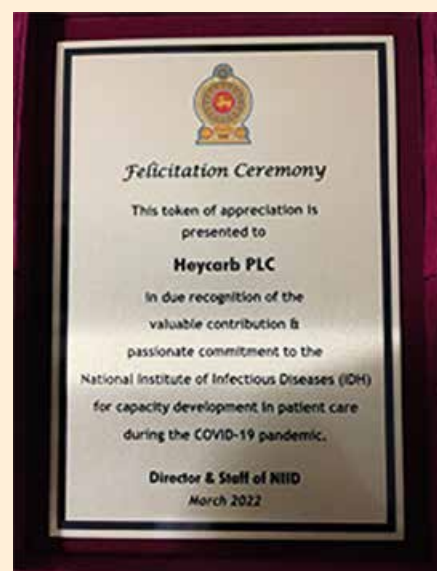 Felicitation Ceremony
This token of appreciation is
presented to
Heycarb PLC
in due recognition of the
valuable contribution &
passionate commitment to the
National Institute of Infectious Diseases (IDH)
for capacity development in patient care
during the COVID-19 pandemic.
Director & Staff of NIID
March 2022